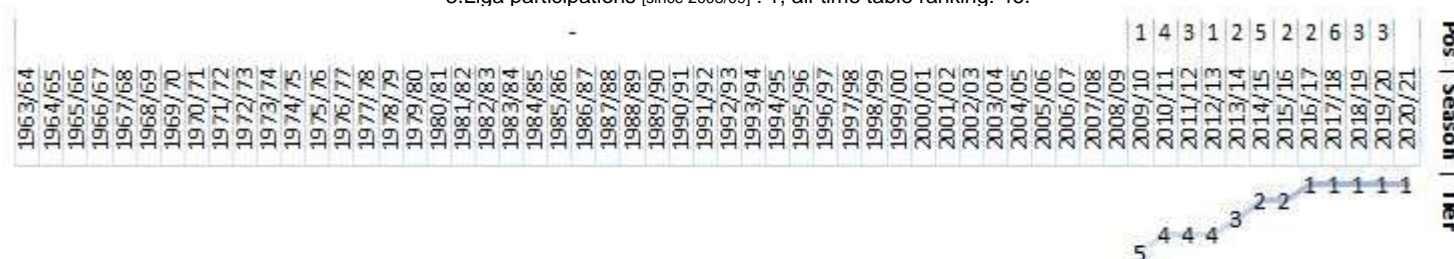 3.Liga participations [since 2008/09] : 1, all-time table ranking: 48.
- 1 4 3 1 2 5 2 2 6 3 3
Pos. | Season | Tier
1963/64 1964/65 1965/66 1966/67 1967/68 1968/69 1969/70 1970/71 1971/72 1972/73 1973/74 1974/75 1975/76 1976/77 1977/78 1978/79 1979/80 1980/81 1981/82 1982/83 1983/84 1984/85 1985/86 1986/87 1987/88 1988/89 1989/90 1990/91 1991/92 1992/93 1993/94 1994/95 1995/96 1996/97 1997/98 1998/99 1999/00 2000/01 2001/02 2002/03 2003/04 2004/05 2005/06 2006/07 2007/08 2008/09 2009/10 2010/11 2011/12 2012/13 2013/14 2014/15 2015/16 2016/17 2017/18 2018/19 2019/20 2020/21
5 4 4 4 3 2 2 1 1 1 1 1